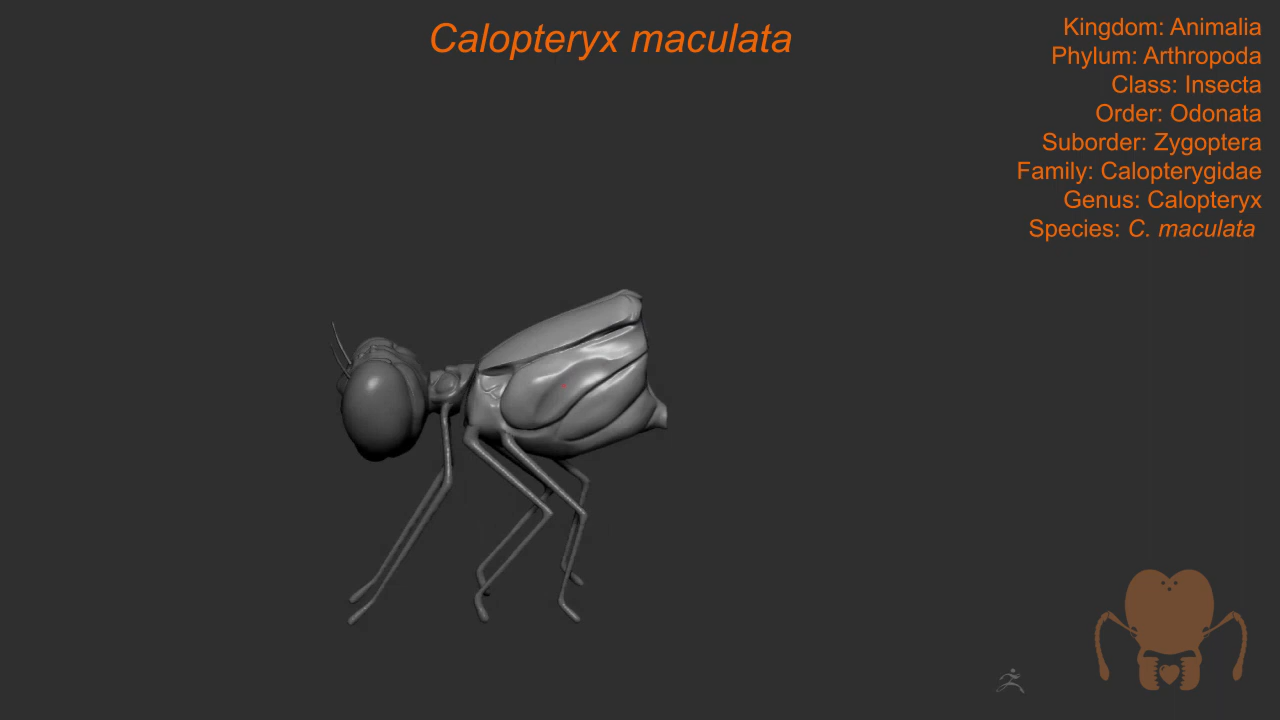 Calopteryx maculata
Kingdom: Animalia
Phylum: Arthropoda
Class: Insecta
Order: Odonata
Suborder: Zygoptera
Family: Calopterygidae
Genus: Calopteryx
Species: C. maculata